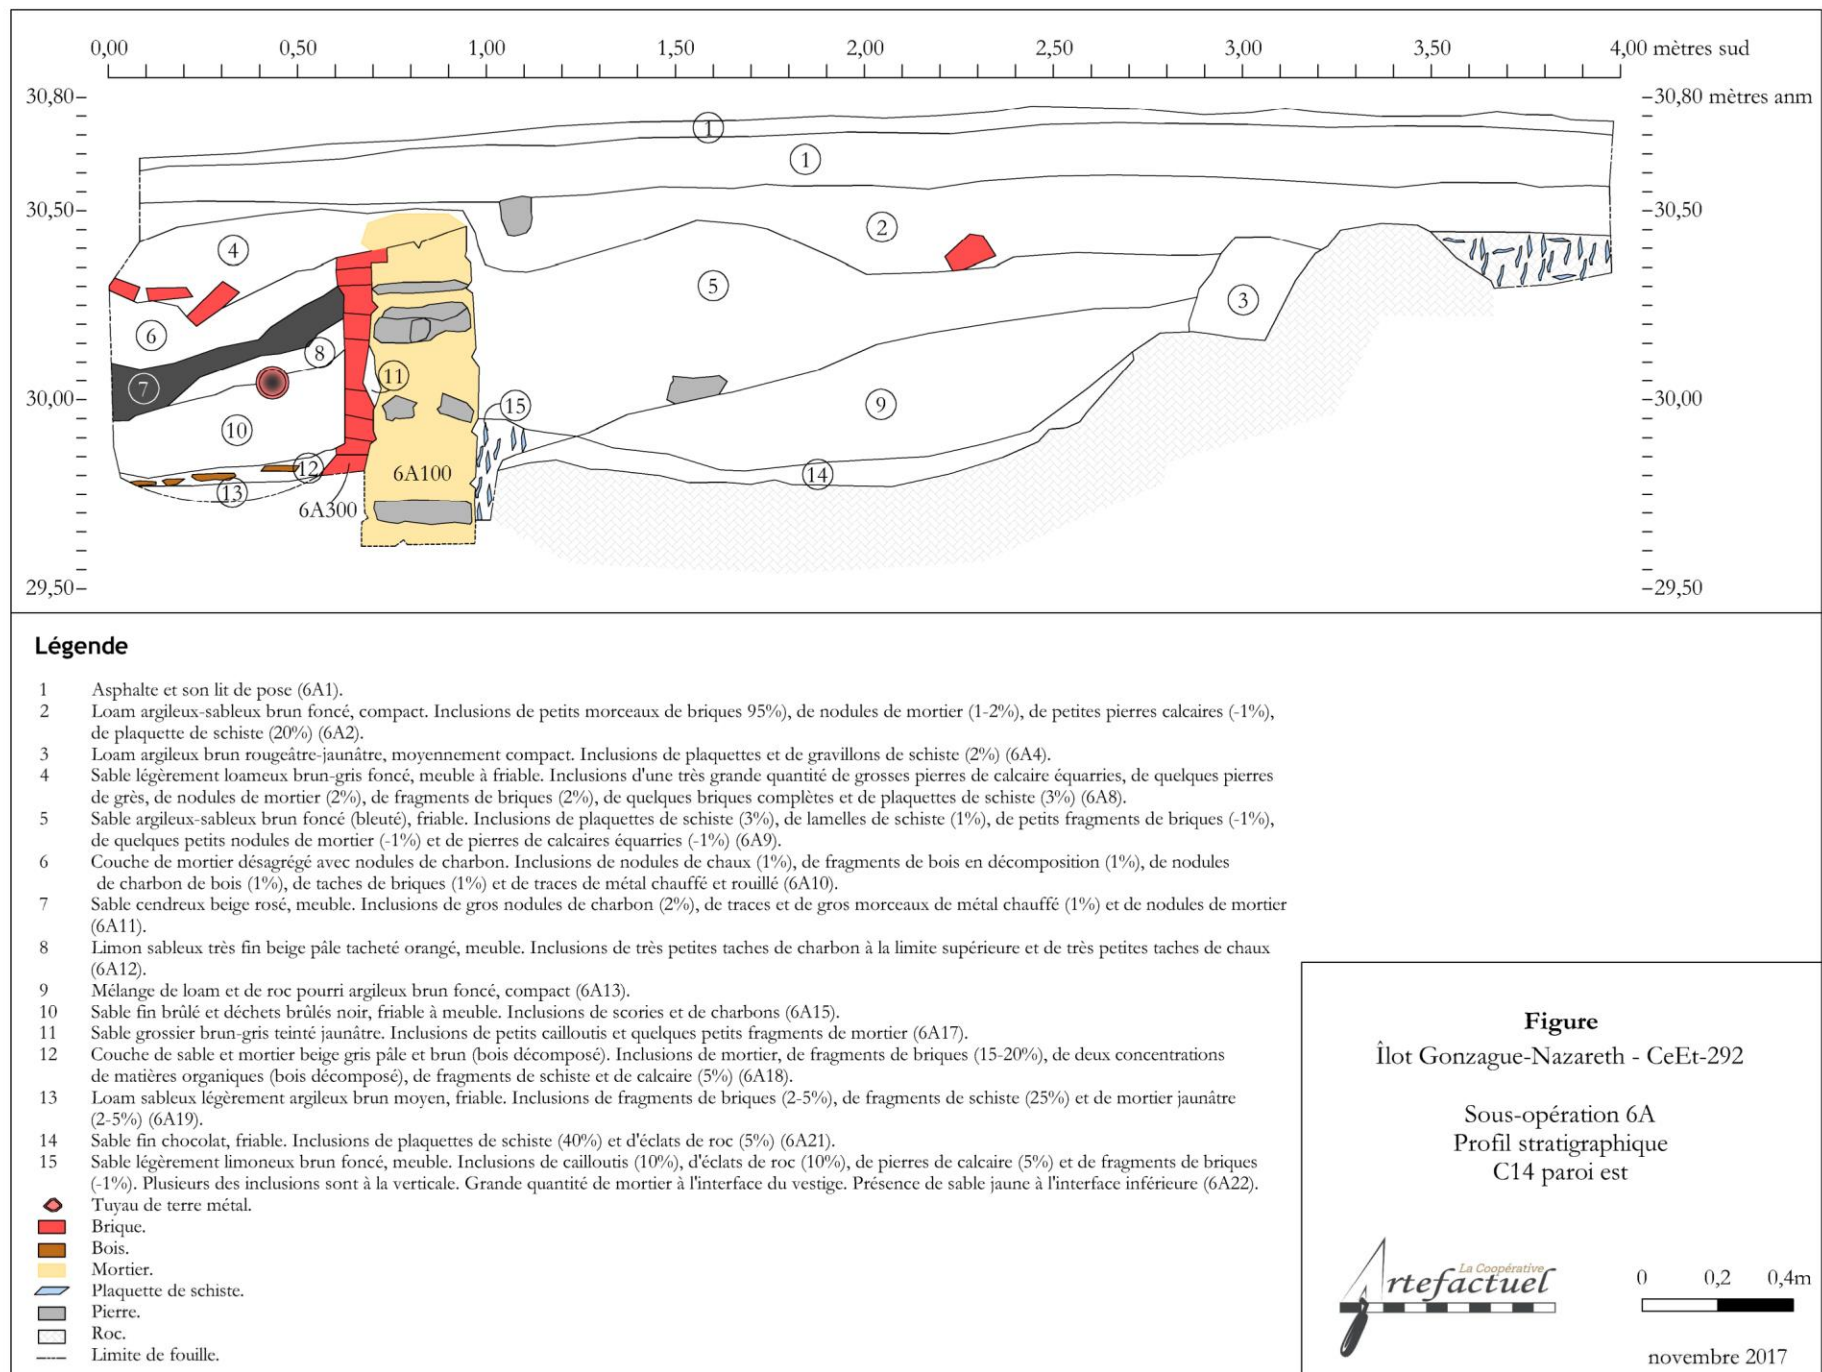 0,00 0,50 1,00 1,50 2,00 2,50 3,00 3,50 4,00 mètres sud
30,80 30,80 mètres anm
1
1
30,50 30,50
2
4
5
3
6
8
7
11
30,00 30,00
15
9
10
12
6A100
14
13
6A300
29,50 29,50
Légende
1 Asphalte et son lit de pose (6A1).
2 Loam argileux-sableux brun foncé, compact. Inclusions de petits morceaux de briques 95%), de nodules de mortier (1-2%), de petites pierres calcaires (-1%),
de plaquette de schiste (20%) (6A2).
3 Loam argileux brun rougeâtre-jaunâtre, moyennement compact. Inclusions de plaquettes et de gravillons de schiste (2%) (6A4).
4 Sable légèrement loameux brun-gris foncé, meuble à friable. Inclusions d'une très grande quantité de grosses pierres de calcaire équarries, de quelques pierres
de grès, de nodules de mortier (2%), de fragments de briques (2%), de quelques briques complètes et de plaquettes de schiste (3%) (6A8).
5 Sable argileux-sableux brun foncé (bleuté), friable. Inclusions de plaquettes de schiste (3%), de lamelles de schiste (1%), de petits fragments de briques (-1%),
de quelques petits nodules de mortier (-1%) et de pierres de calcaires équarries (-1%) (6A9).
6 Couche de mortier désagrégé avec nodules de charbon. Inclusions de nodules de chaux (1%), de fragments de bois en décomposition (1%), de nodules
de charbon de bois (1%), de taches de briques (1%) et de traces de métal chauffé et rouillé (6A10).
7 Sable cendreux beige rosé, meuble. Inclusions de gros nodules de charbon (2%), de traces et de gros morceaux de métal chauffé (1%) et de nodules de mortier
(6A11).
8 Limon sableux très fin beige pâle tacheté orangé, meuble. Inclusions de très petites taches de charbon à la limite supérieure et de très petites taches de chaux
(6A12).
9 Mélange de loam et de roc pourri argileux brun foncé, compact (6A13).
10 Sable fin brûlé et déchets brûlés noir, friable à meuble. Inclusions de scories et de charbons (6A15).
11 Sable grossier brun-gris teinté jaunâtre. Inclusions de petits cailloutis et quelques petits fragments de mortier (6A17).
12 Couche de sable et mortier beige gris pâle et brun (bois décomposé). Inclusions de mortier, de fragments de briques (15-20%), de deux concentrations
de matières organiques (bois décomposé), de fragments de schiste et de calcaire (5%) (6A18).
13 Loam sableux légèrement argileux brun moyen, friable. Inclusions de fragments de briques (2-5%), de fragments de schiste (25%) et de mortier jaunâtre
(2-5%) (6A19).
14 Sable fin chocolat, friable. Inclusions de plaquettes de schiste (40%) et d'éclats de roc (5%) (6A21).
15 Sable légèrement limoneux brun foncé, meuble. Inclusions de cailloutis (10%), d'éclats de roc (10%), de pierres de calcaire (5%) et de fragments de briques
(-1%). Plusieurs des inclusions sont à la verticale. Grande quantité de mortier à l'interface du vestige. Présence de sable jaune à l'interface inférieure (6A22).
Tuyau de terre métal.
Brique.
Bois.
Mortier.
Plaquette de schiste.
Pierre.
Roc.
Limite de fouille.
Figure
Îlot Gonzague-Nazareth - CeEt-292
Sous-opération 6A
Profil stratigraphique
C14 paroi est
La Coopérative
Artefactuel
0 0,2 0,4m
novembre 2017